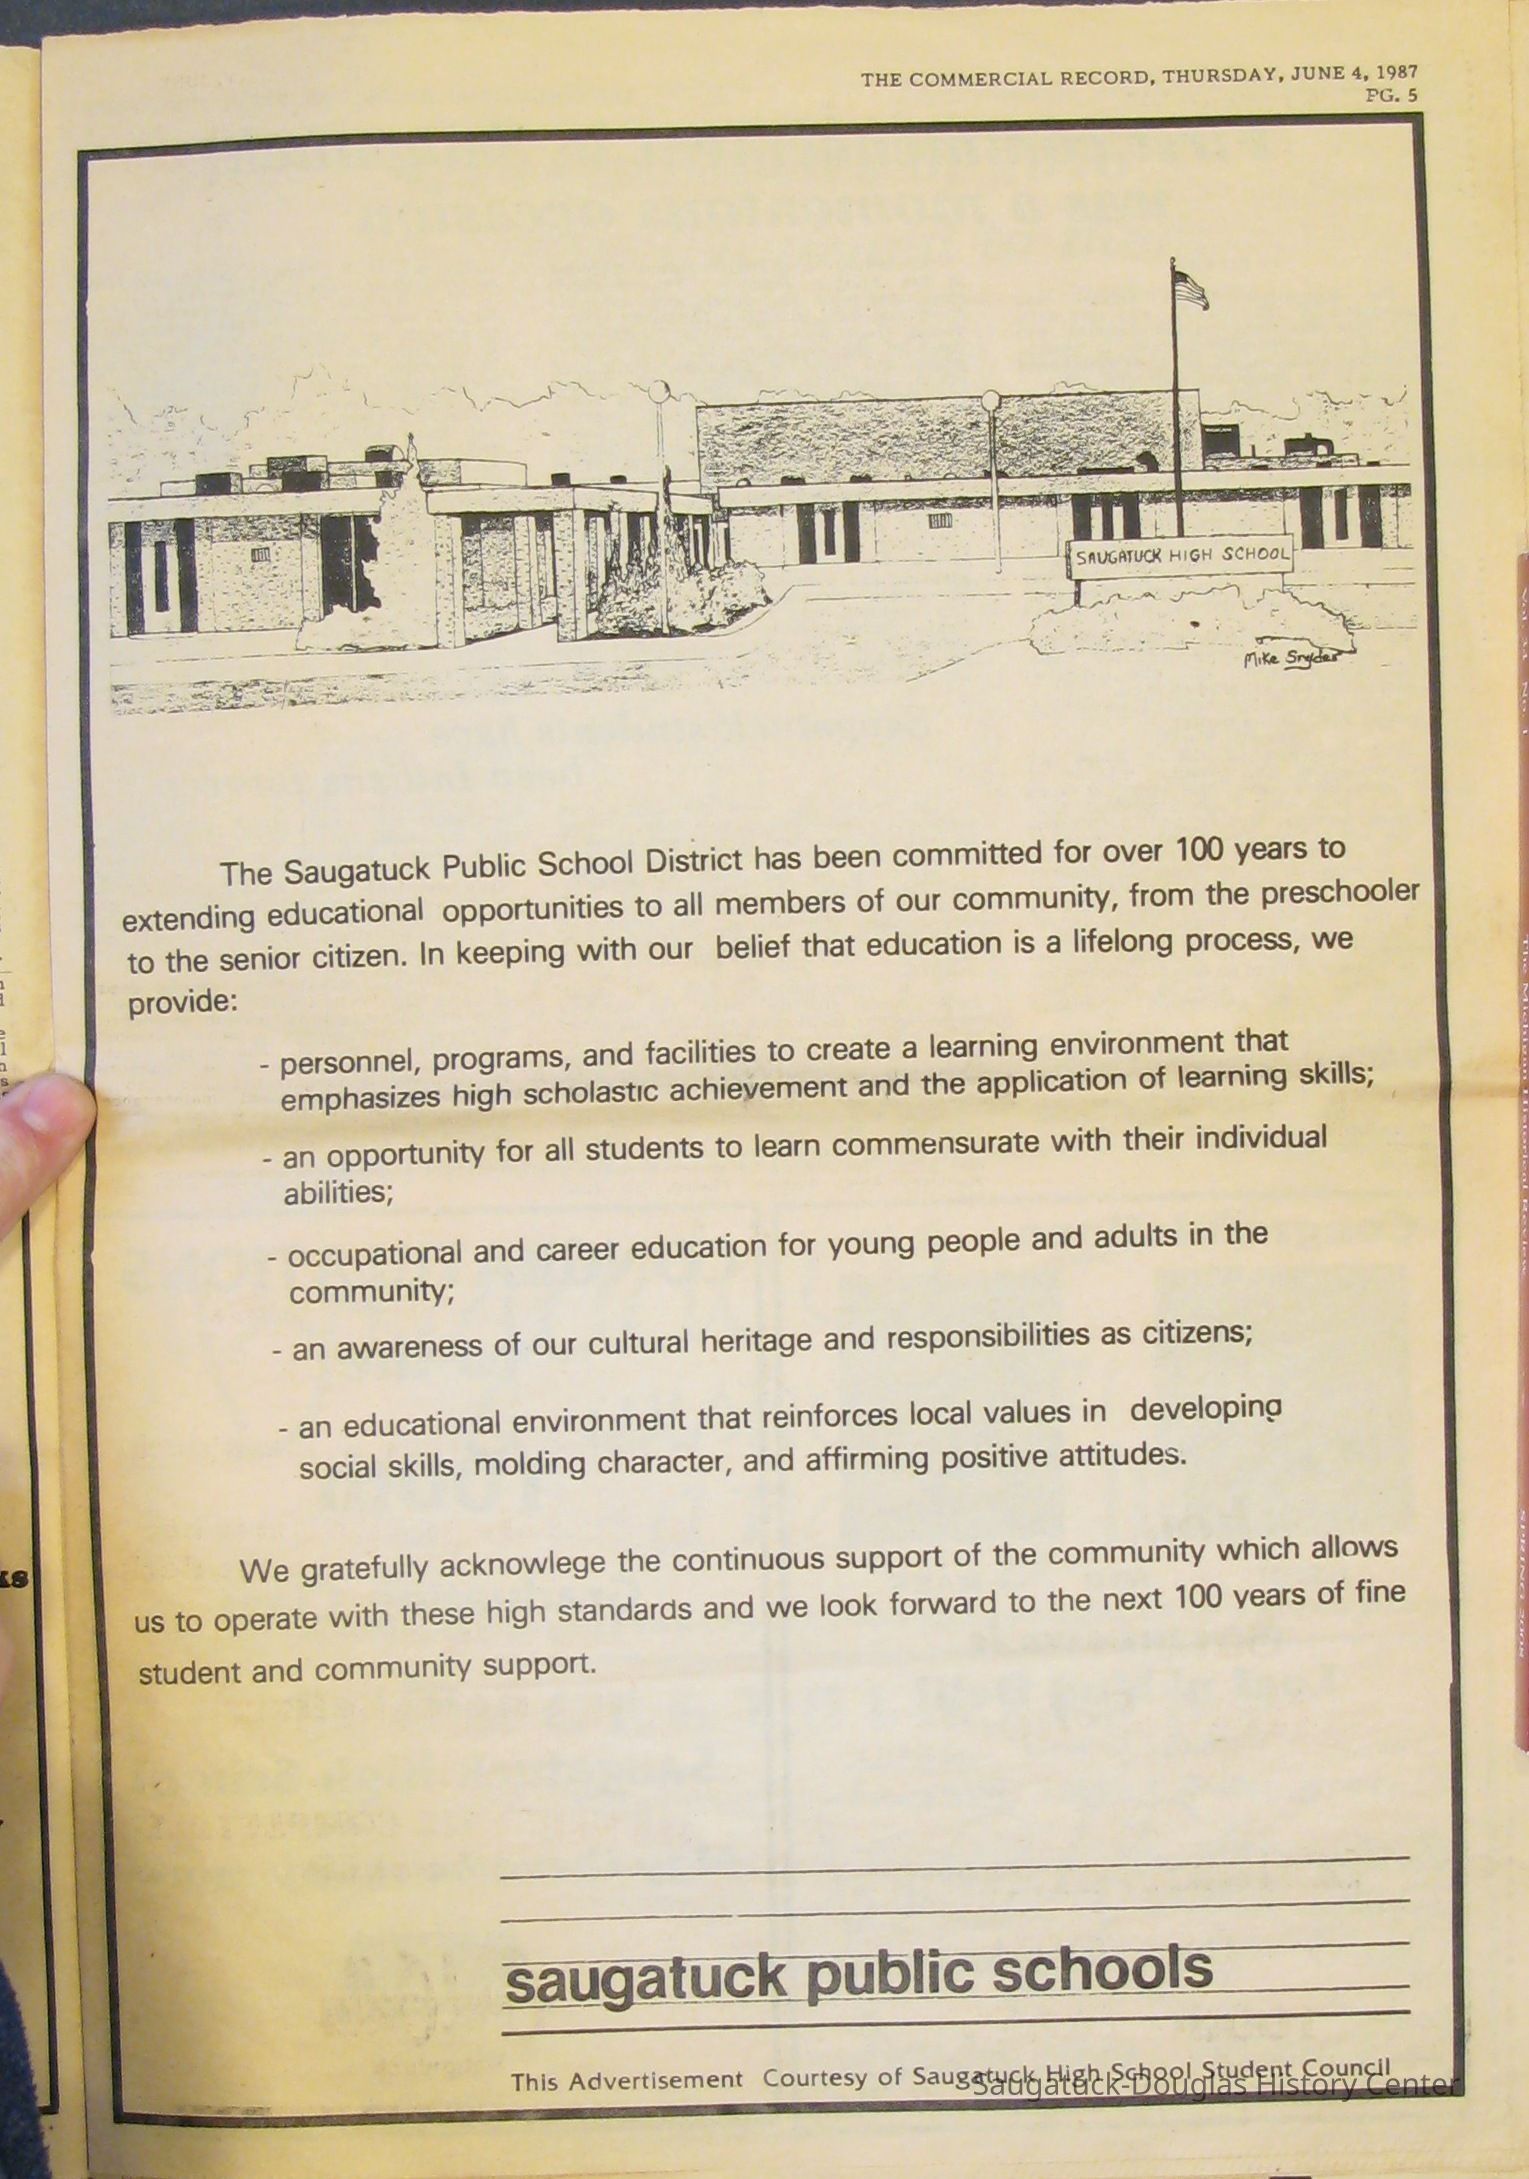 THE COMMERCIAL RECORD, THURSDAY, JUNE 4, 1987
PG. 5
SAUGATUCK HIGH SCHOOL
Mike Snyder
The Saugatuck Public School District has been committed for over 100 years to
extending educational opportunities to all members of our community, from the preschooler
to the senior citizen. In keeping with our belief that education is a lifelong process, we
provide:
- personnel, programs, and facilities to create a learning environment that
emphasizes high scholastic achievement and the application of learning skills;
- an opportunity for all students to learn commensurate with their individual
abilities;
- occupational and career education for young people and adults in the
community;
- an awareness of our cultural heritage and responsibilities as citizens;
- an educational environment that reinforces local values in developing
social skills, molding character, and affirming positive attitudes.
We gratefully acknowlege the continuous support of the community which allows
us to operate with these high standards and we look forward to the next 100 years of fine
student and community support.
saugatuck public schools
This Advertisement Courtesy of Saugatuck High School Student Council
Saugatuck-Douglas History Center
The Michigan Historical Review
SPRING 2008